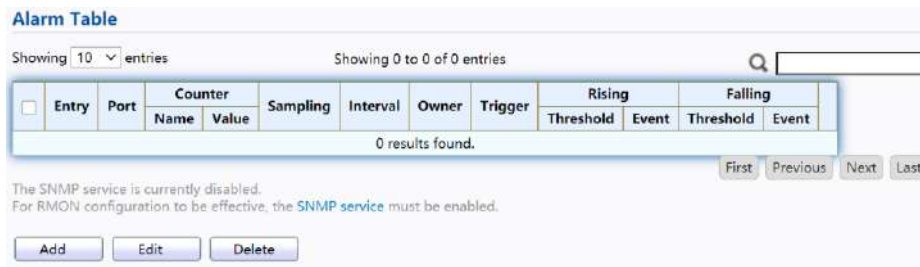 Alarm Table
Showing 10 entries Showing 0 to 0 of 0 entries
Entry Port Counter Sampling Interval Owner Trigger Rising Falling
Name Value Threshold Event Threshold Event
0 results found.
First Previous Next Last
The SNMP service is currently disabled.
For RMON configuration to be effective, the SNMP service must be enabled.
Add Edit Delete